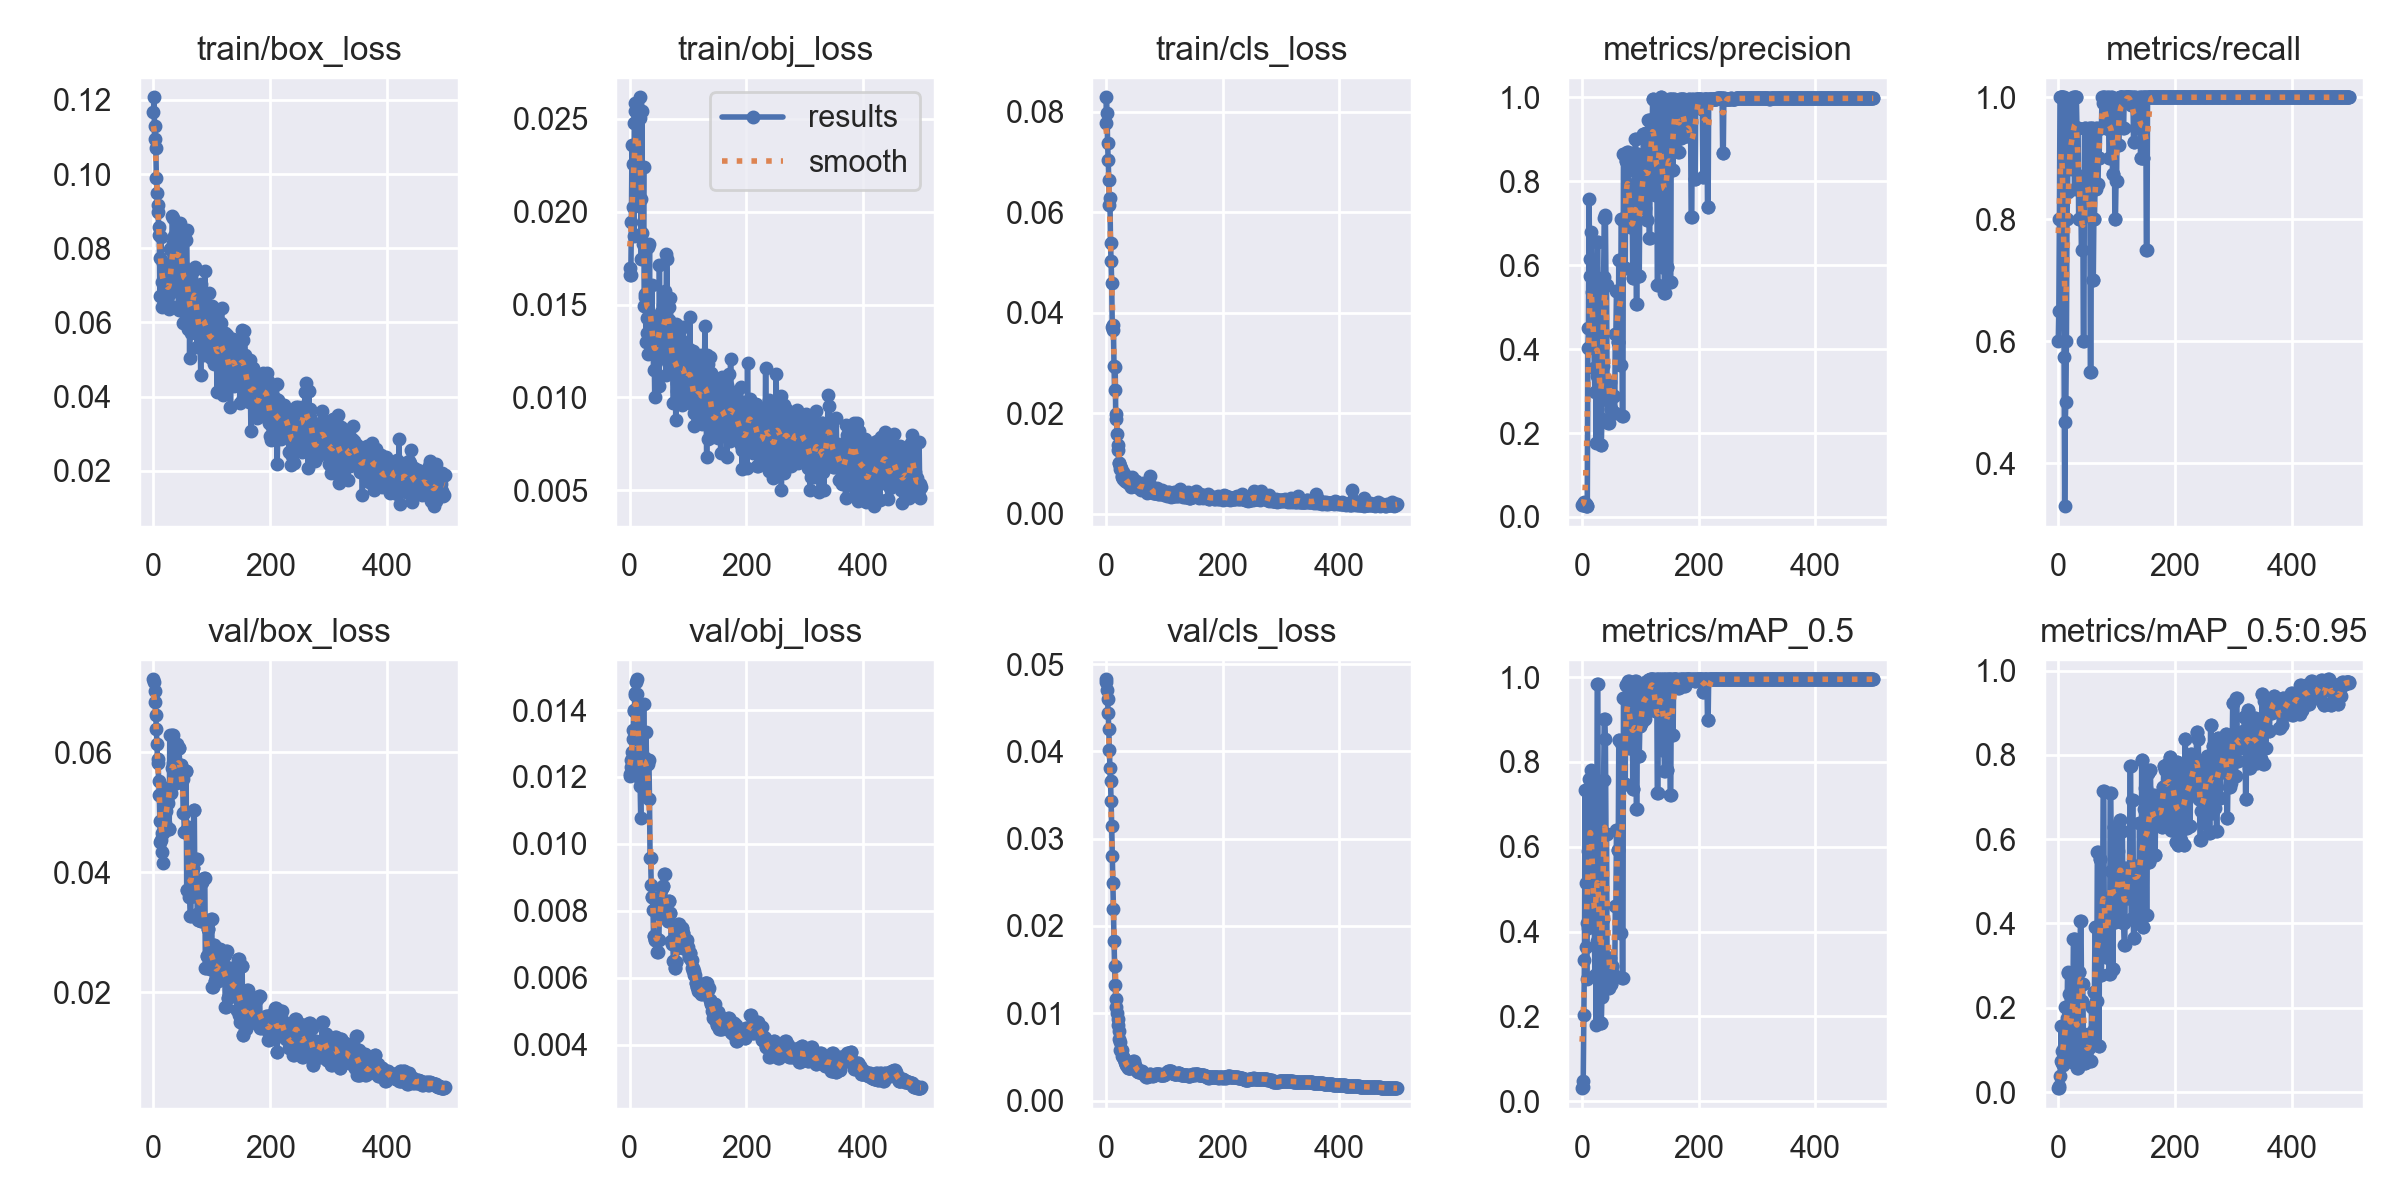 train/box_loss
0.12
0.10
0.08
0.06
0.04
0.02
0 200 400
train/obj_loss
results
smooth
0.025
0.020
0.015
0.010
0.005
0 200 400
train/cls_loss
0.08
0.06
0.04
0.02
0.00
0 200 400
metrics/precision
1.0
0.8
0.6
0.4
0.2
0.0
0 200 400
metrics/recall
1.0
0.8
0.6
0.4
0 200 400
val/box_loss
0.06
0.04
0.02
0 200 400
val/obj_loss
0.014
0.012
0.010
0.008
0.006
0.004
0 200 400
val/cls_loss
0.05
0.04
0.03
0.02
0.01
0.00
0 200 400
metrics/mAP_0.5
1.0
0.8
0.6
0.4
0.2
0.0
0 200 400
metrics/mAP_0.5:0.95
1.0
0.8
0.6
0.4
0.2
0.0
0 200 400